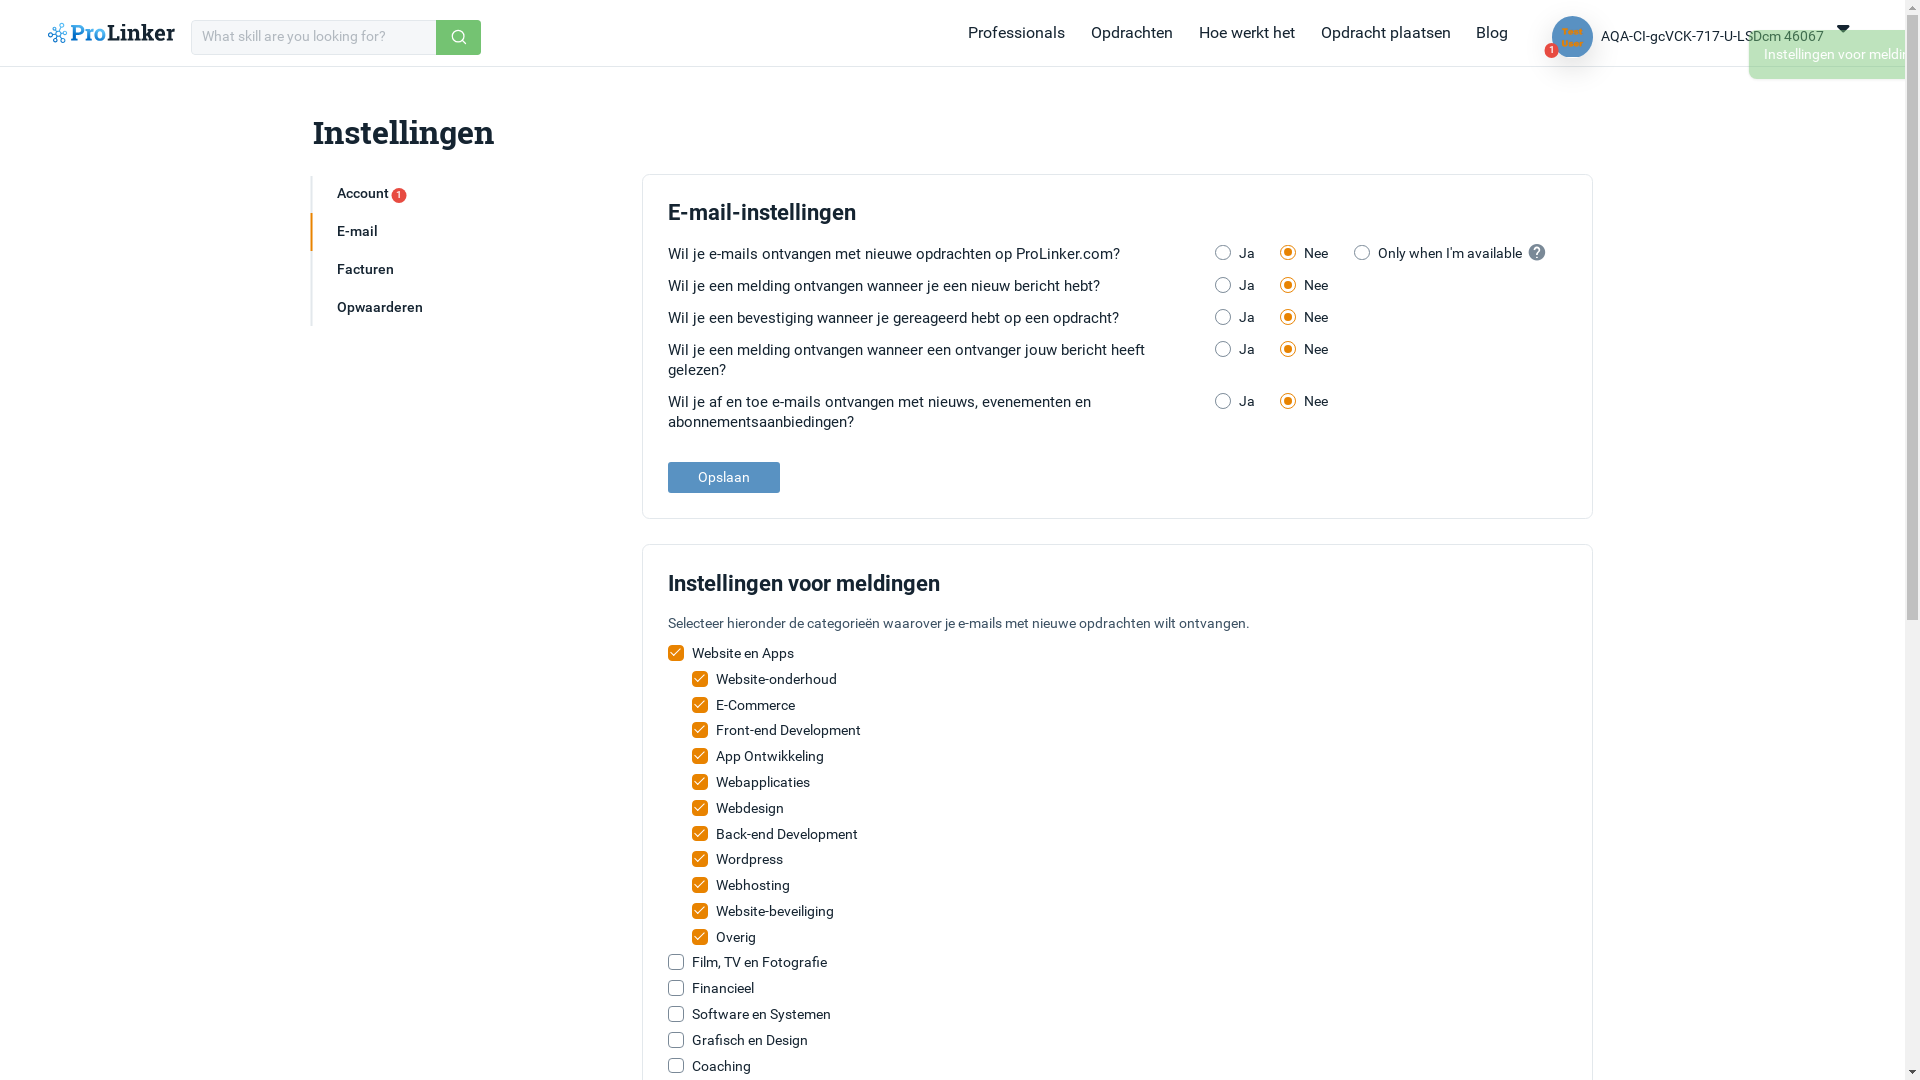 ProLinker
What skill are you looking for?
Professionals
Opdrachten
Hoe werkt het
Opdracht plaatsen
Blog
Test
User
1
AQA-CI-gcVCK-717-U-LSDcm 46067
Instellingen voor meldin
Instellingen
Account 1
E-mail
Facturen
Opwaarderen
E-mail-instellingen
Wil je e-mails ontvangen met nieuwe opdrachten op ProLinker.com? Ja Nee Only when I'm available ?
Wil je een melding ontvangen wanneer je een nieuw bericht hebt? Ja Nee
Wil je een bevestiging wanneer je gereageerd hebt op een opdracht? Ja Nee
Wil je een melding ontvangen wanneer een ontvanger jouw bericht heeft Ja Nee
gelezen?
Wil je af en toe e-mails ontvangen met nieuws, evenementen en Ja Nee
abonnementsaanbiedingen?
Opslaan
Instellingen voor meldingen
Selecteer hieronder de categorieën waarover je e-mails met nieuwe opdrachten wilt ontvangen.
Website en Apps
Website-onderhoud
E-Commerce
Front-end Development
App Ontwikkeling
Webapplicaties
Webdesign
Back-end Development
Wordpress
Webhosting
Website-beveiliging
Overig
Film, TV en Fotografie
Financieel
Software en Systemen
Grafisch en Design
Coaching